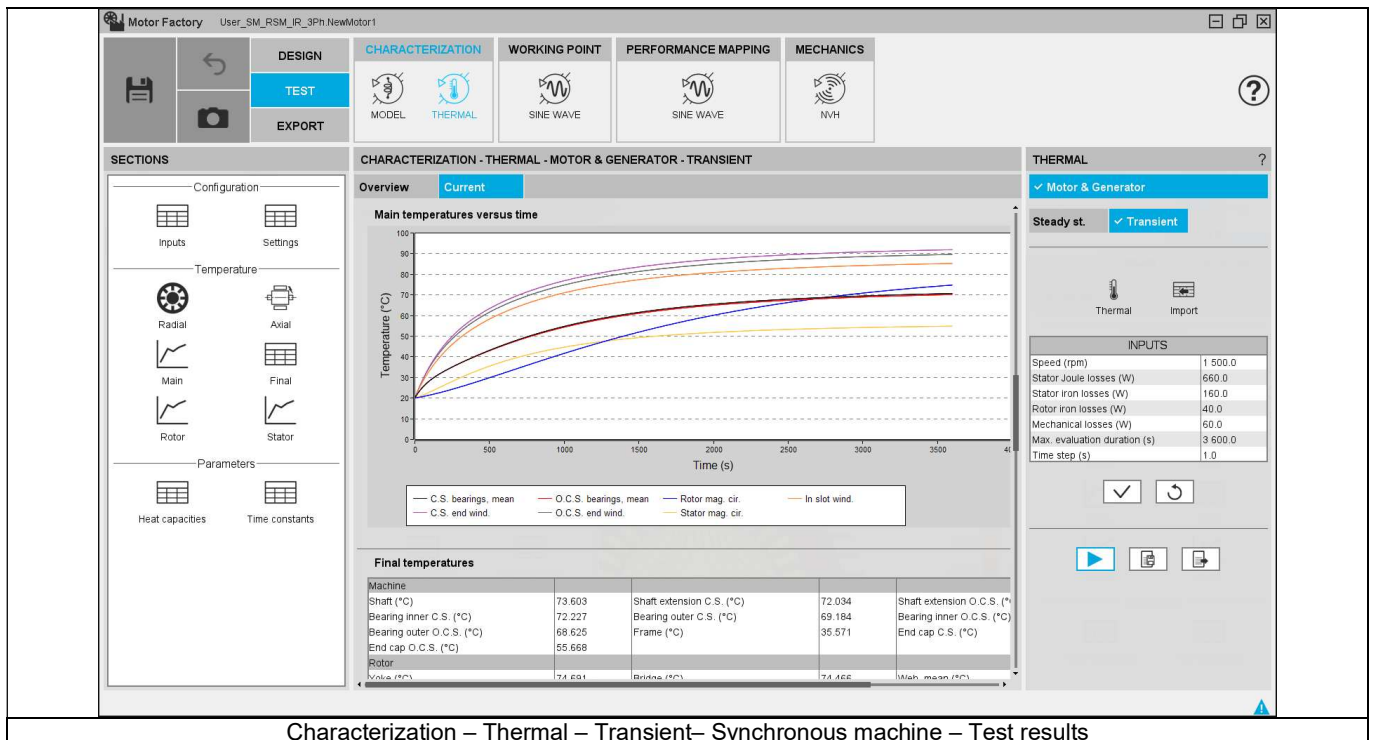 Motor Factory User_SM_RSM_IR_3Ph.NewMotor1
DESIGN
TEST
EXPORT
CHARACTERIZATION
MODEL THERMAL
WORKING POINT
SINE WAVE
PERFORMANCE MAPPING
SINE WAVE
MECHANICS
NVH
?
SECTIONS
Configuration
Inputs Settings
Temperature
Radial Axial
Main Final
Rotor Stator
Parameters
Heat capacities Time constants
CHARACTERIZATION - THERMAL - MOTOR & GENERATOR - TRANSIENT
Overview Current
Main temperatures versus time
100
90
80
70
60
50
40
30
20
10
0
Temperature (°C)
0 500 1000 1500 2000 2500 3000 3500 4
Time (s)
C.S. bearings, mean O.C.S. bearings, mean Rotor mag. cir. In slot wind.
C.S. end wind. O.C.S. end wind. Stator mag. cir.
Final temperatures
Machine
Shaft (°C) 73.603 Shaft extension C.S. (°C) 72.034 Shaft extension O.C.S. (°
Bearing inner C.S. (°C) 72.227 Bearing outer C.S. (°C) 69.184 Bearing inner O.C.S. (°C)
Bearing outer O.C.S. (°C) 68.625 Frame (°C) 35.571 End cap C.S. (°C)
End cap O.C.S. (°C) 55.668
Rotor
Yoke (°C) 74.691 Bridge (°C) 74.466 Web, mean (°C)
THERMAL ?
✓ Motor & Generator
Steady st. ✓ Transient
Thermal Import
INPUTS
Speed (rpm) 1 500.0
Stator Joule losses (W) 660.0
Stator iron losses (W) 160.0
Rotor iron losses (W) 40.0
Mechanical losses (W) 60.0
Max. evaluation duration (s) 3 600.0
Time step (s) 1.0
Characterization – Thermal – Transient– Synchronous machine – Test results